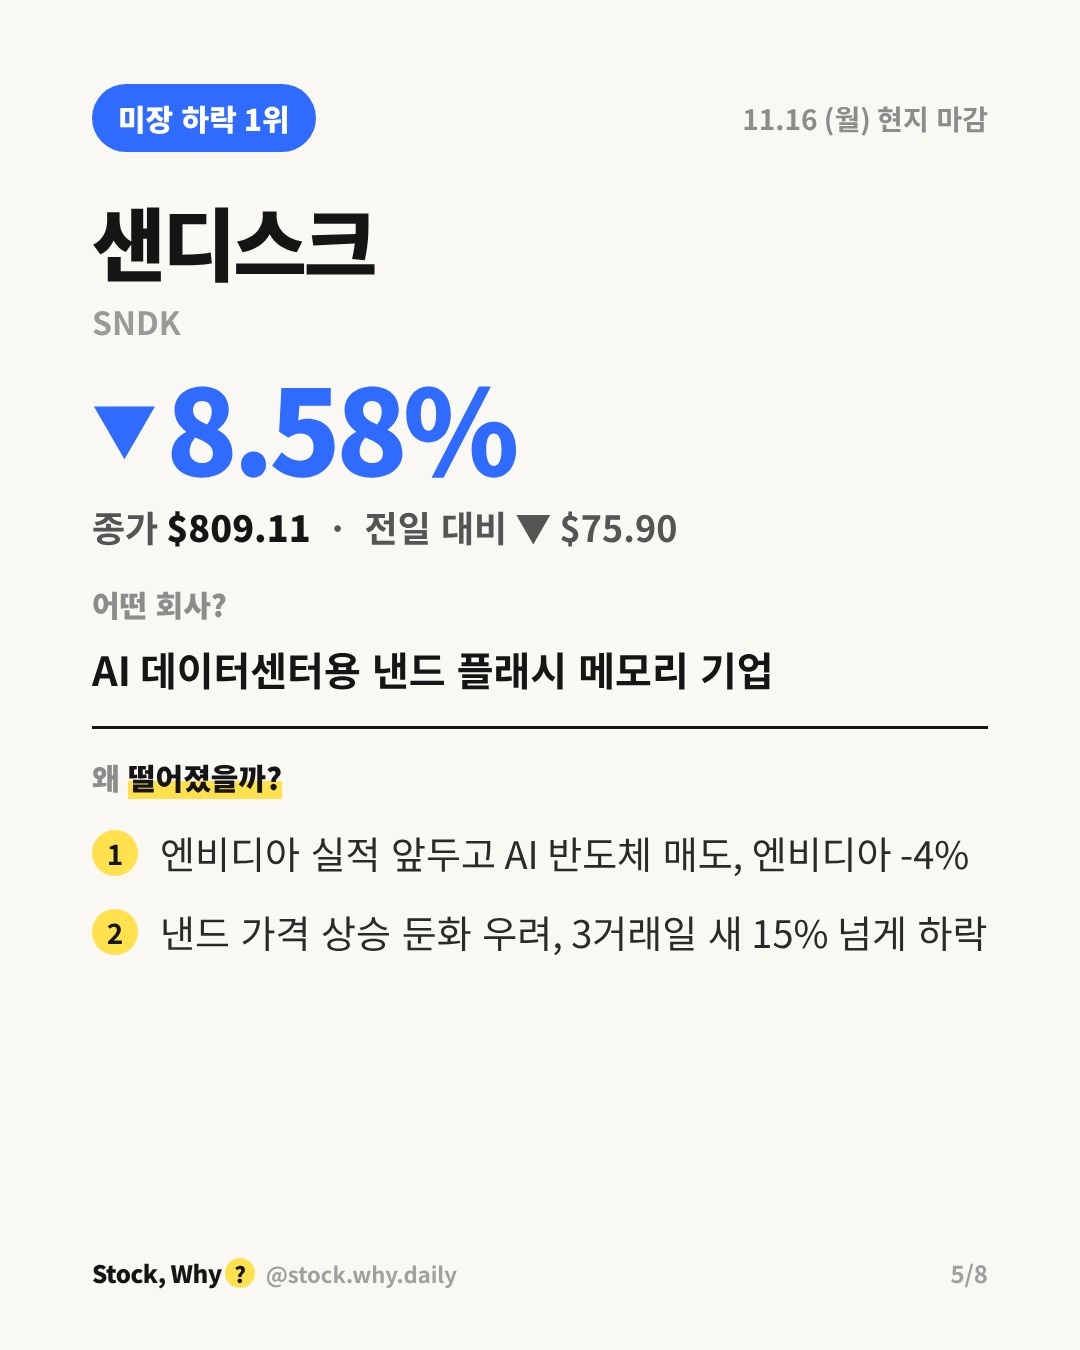 미장 하락 1위
11.16 (월) 현지 마감
샌디스크
SNDK
▼8.58%
종가 $809.11 · 전일 대비 ▼ $75.90
어떤 회사?
AI 데이터센터용 낸드 플래시 메모리 기업
왜 떨어졌을까?
1 엔비디아 실적 앞두고 AI 반도체 매도, 엔비디아 -4%
2 낸드 가격 상승 둔화 우려, 3거래일 새 15% 넘게 하락
Stock, Why ? @stock.why.daily
5/8